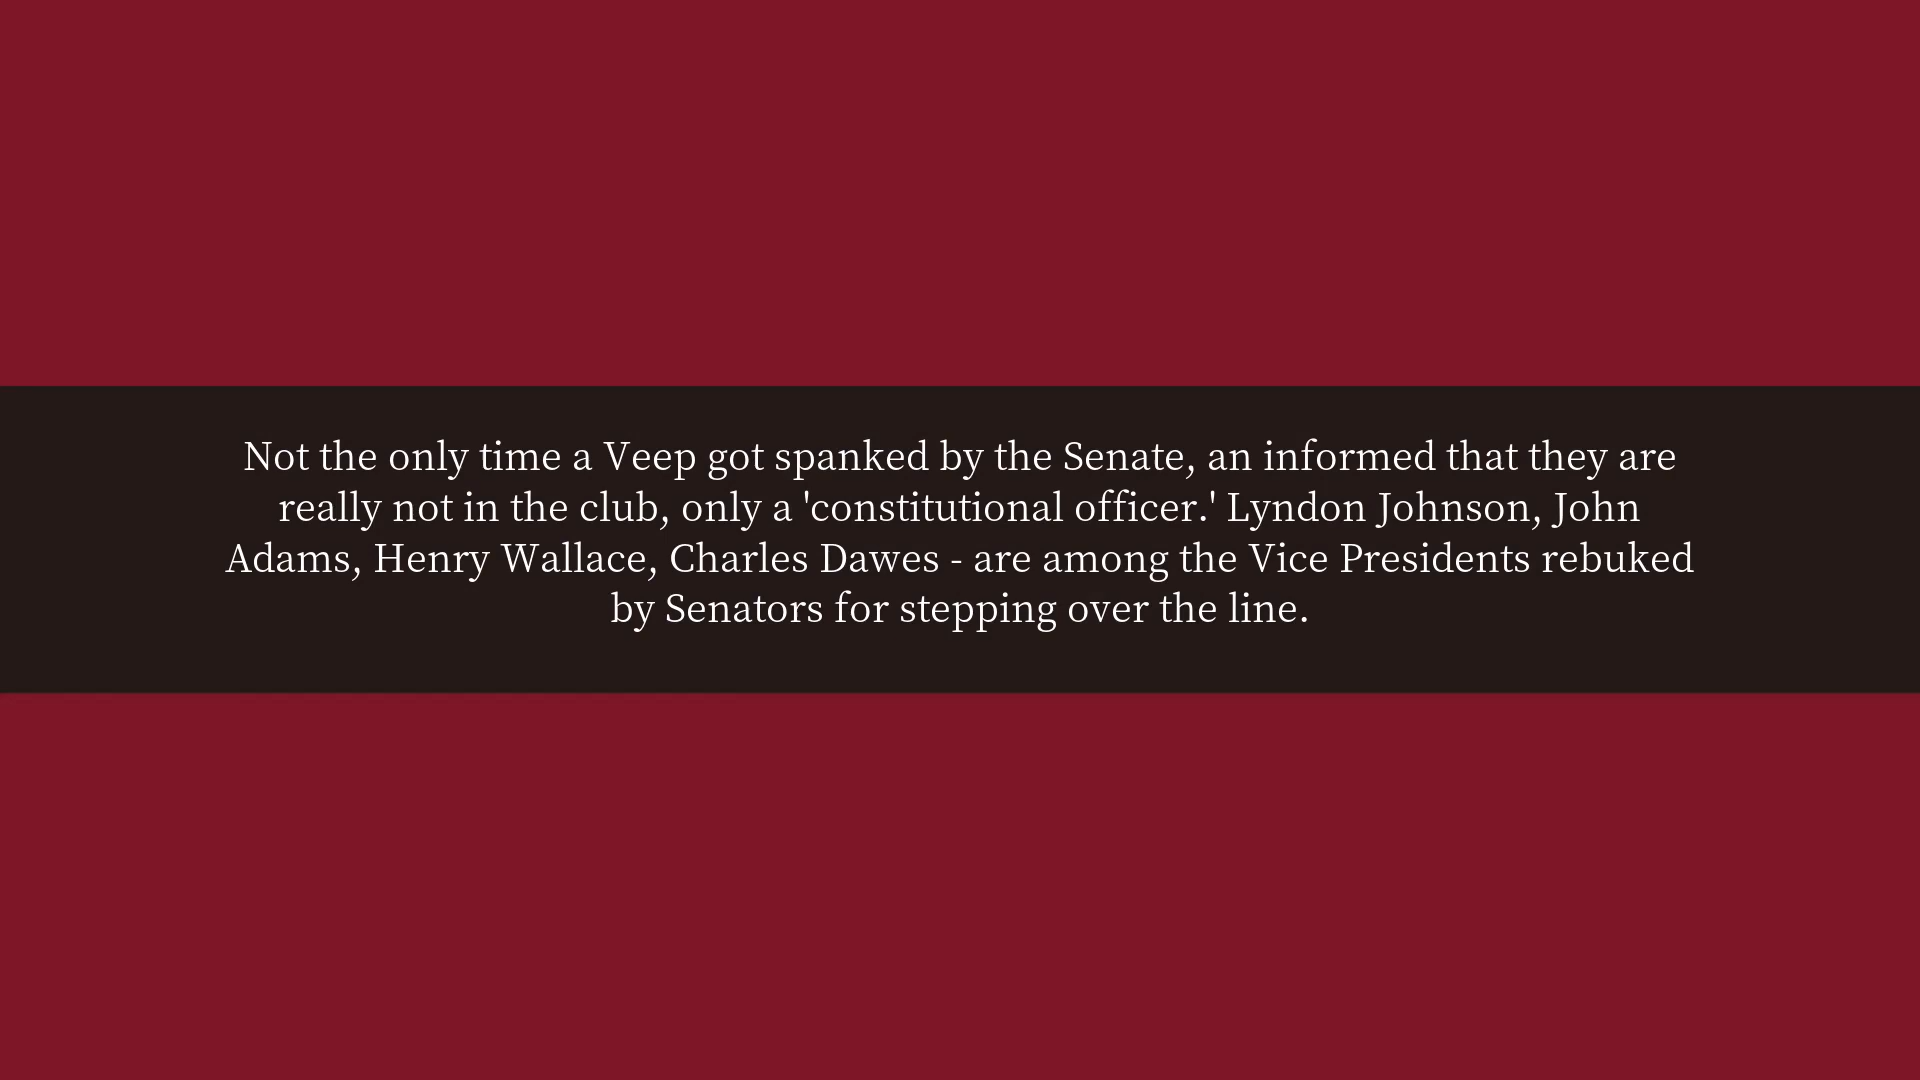 Not the only time a Veep got spanked by the Senate, an informed that they are
really not in the club, only a 'constitutional officer.' Lyndon Johnson, John
Adams, Henry Wallace, Charles Dawes - are among the Vice Presidents rebuked
by Senators for stepping over the line.